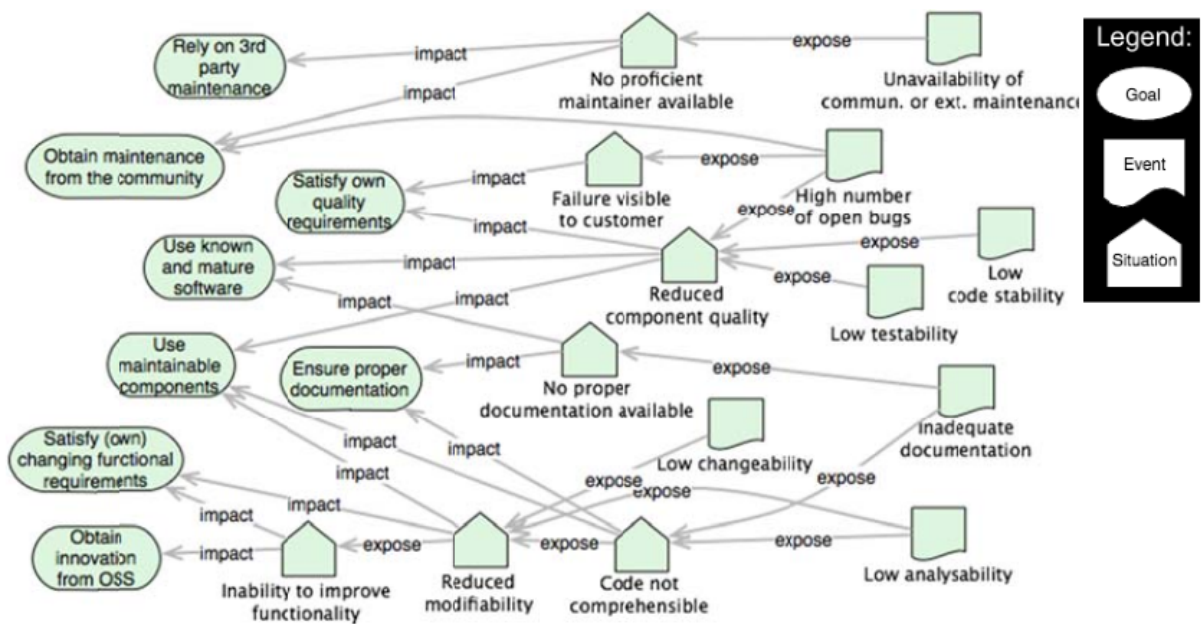 Rely on 3rd
party
maintenance
impact
impact
No proficient
maintainer available
expose
Unavailability of
commun. or ext. maintenance
Legend:
Goal
Event
Situation
Obtain maintenance
from the community
Satisfy own
quality
requirements
impact
impact
Failure visible
to customer
expose
High number
of open bugs
expose
expose
Low
code stability
expose
Low testability
Use known
and mature
software
impact
impact
impact
Reduced
component quality
Use
maintainable
components
Ensure proper
documentation
impact
No proper
documentation available
expose
Inadequate
documentation
Low changeability
impact
impact
impact
expose
expose
expose
Satisfy (own)
changing functional
requirements
impact
impact
Obtain
innovation
from OSS
impact
Inability to improve
functionality
expose
Reduced
modifiability
expose
Code not
comprehensible
expose
Low analysability